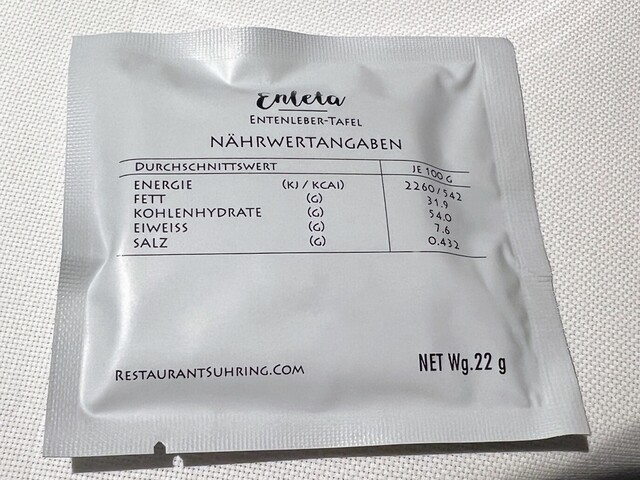 Enleta
ENTENLEBER-TAFEL
NÄHRWERTANGABEN
DURCHSCHNITTSWERT JE 100 G
ENERGIE (KJ / KCAl) 2260/542
FETT (G) 31.9
KOHLENHYDRATE (G) 54.0
EIWEISS (G) 7.6
SALZ (G) 0.432
RESTAURANTSUHRING.COM
NET Wg.22 g